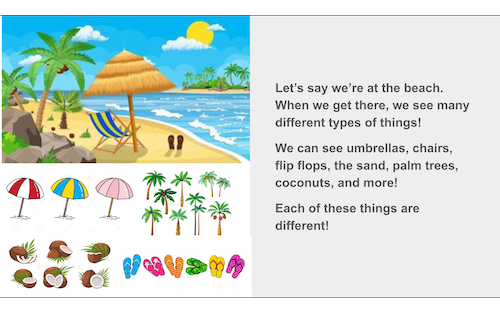 Let's say we're at the beach.
When we get there, we see many
different types of things!
We can see umbrellas, chairs,
flip flops, the sand, palm trees,
coconuts, and more!
Each of these things are
different!